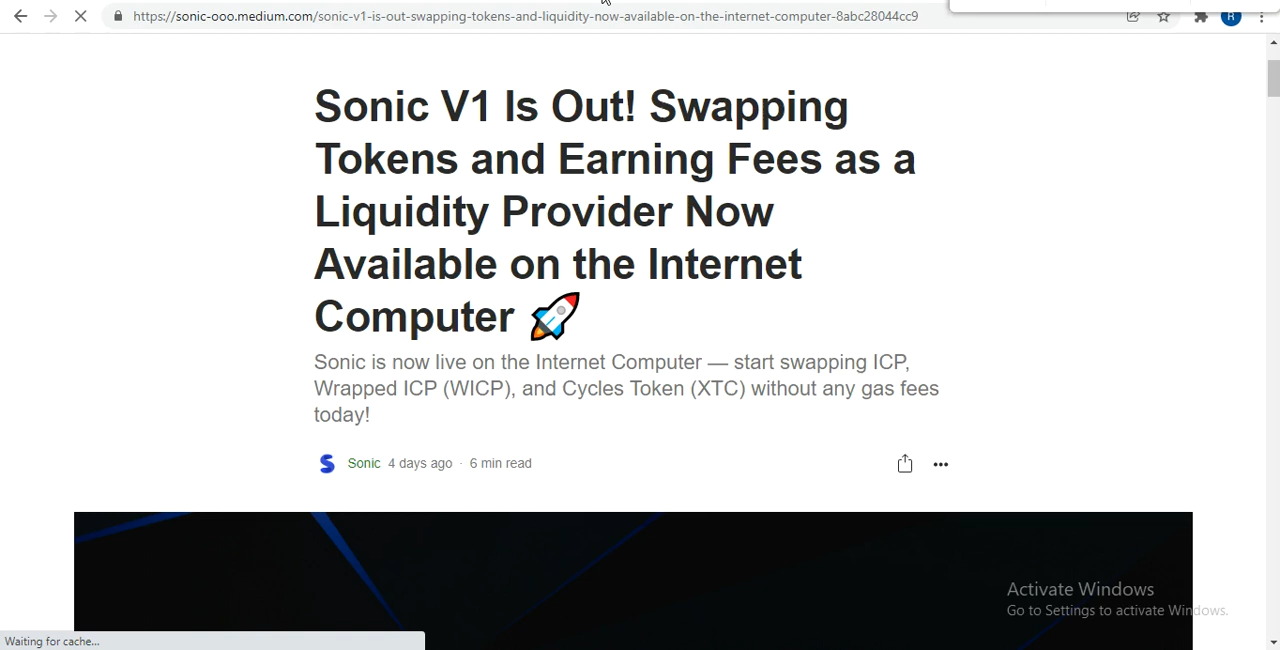 https://sonic-ooo.medium.com/sonic-v1-is-out-swapping-tokens-and-liquidity-now-available-on-the-internet-computer-8abc28044cc9
R
Sonic V1 Is Out! Swapping
Tokens and Earning Fees as a
Liquidity Provider Now
Available on the Internet
Computer 🚀
Sonic is now live on the Internet Computer — start swapping ICP,
Wrapped ICP (WICP), and Cycles Token (XTC) without any gas fees
today!
Sonic 4 days ago · 6 min read
Activate Windows
Go to Settings to activate Windows.
Waiting for cache...